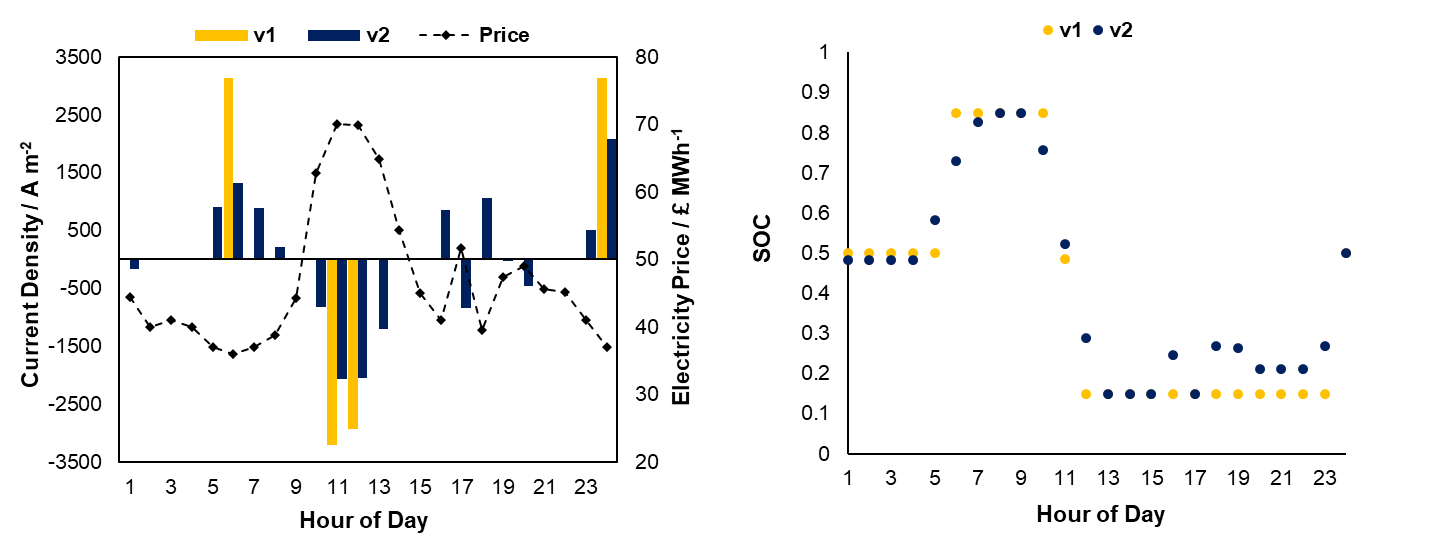 v1 v2 Price
3500
2500
1500
500
-500
-1500
-2500
-3500
Current Density / A m-2
80
70
60
50
40
30
20
Electricity Price / £ MWh-1
1 3 5 7 9 11 13 15 17 19 21 23
Hour of Day
v1 v2
1
0.9
0.8
0.7
0.6
0.5
0.4
0.3
0.2
0.1
0
SOC
1 3 5 7 9 11 13 15 17 19 21 23
Hour of Day